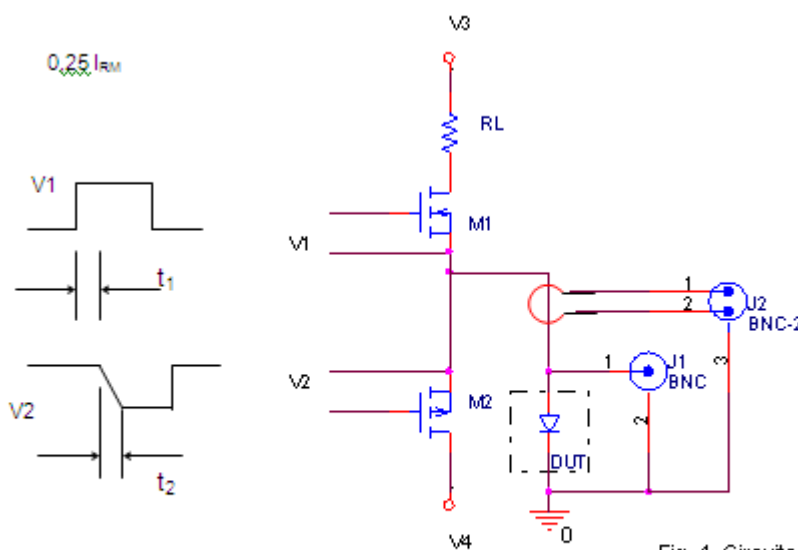 V3
0,25 IRM
RL
V1
M1
V1
t1
1
2
J2
BNC-2
V2
1
J1
BNC
3
M2
V2
2
DUT
t2
0
V4
Fig. 1. Circuito